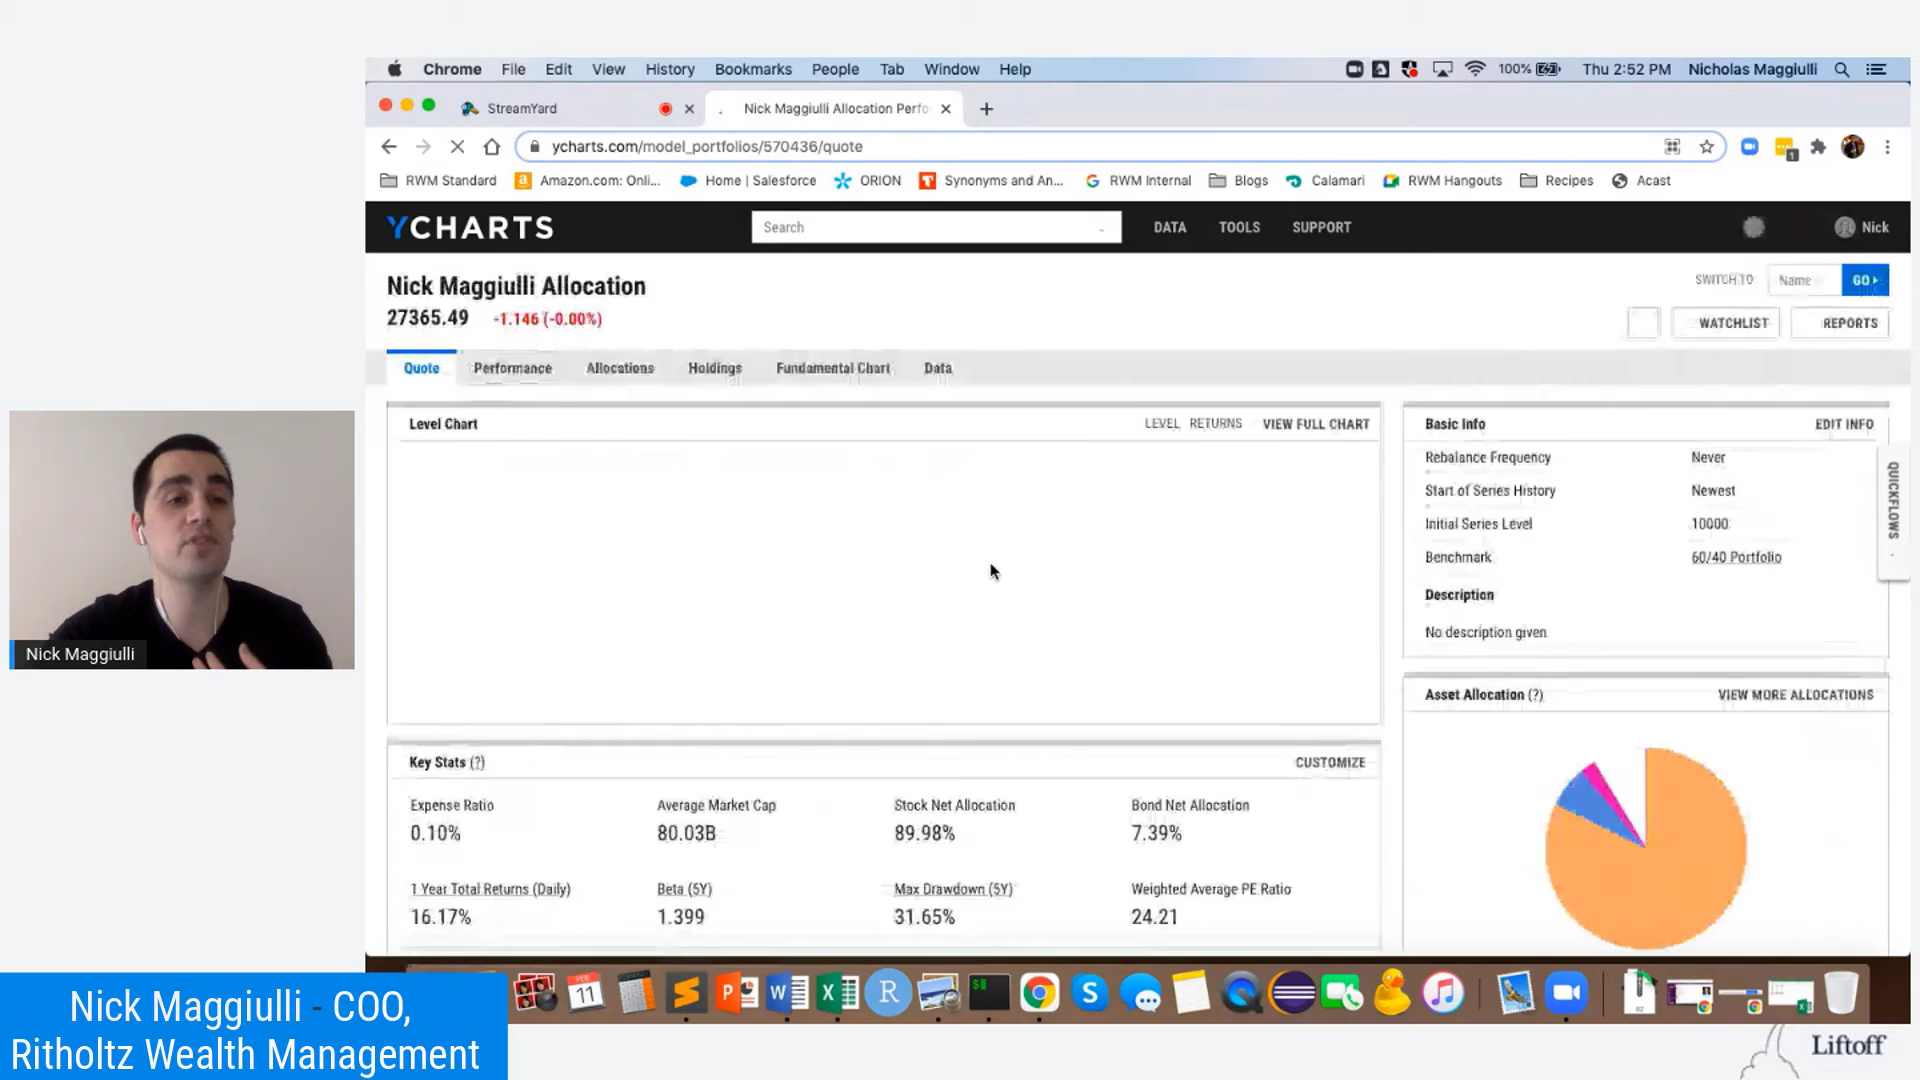 Chrome File Edit View History Bookmarks People Tab Window Help 100% Thu 2:52 PM Nicholas Maggiulli
StreamYard Nick Maggiulli Allocation Perfo
ycharts.com/model_portfolios/570436/quote
RWM Standard Amazon.com: Onli... Home | Salesforce ORION Synonyms and An... RWM Internal Blogs Calamari RWM Hangouts Recipes Acast
YCHARTS Search DATA TOOLS SUPPORT Nick
Nick Maggiulli Allocation SWITCH TO Name GO
27365.49 -1.146 (-0.00%) WATCHLIST REPORTS
Quote Performance Allocations Holdings Fundamental Chart Data
Level Chart LEVEL RETURNS VIEW FULL CHART
Basic Info EDIT INFO
Rebalance Frequency Never
Start of Series History Newest
Initial Series Level 10000
Benchmark 60/40 Portfolio
Description
No description given
QUICKFLOWS
Asset Allocation (?) VIEW MORE ALLOCATIONS
Key Stats (?) CUSTOMIZE
Expense Ratio Average Market Cap Stock Net Allocation Bond Net Allocation
0.10% 80.03B 89.98% 7.39%
1 Year Total Returns (Daily) Beta (5Y) Max Drawdown (5Y) Weighted Average PE Ratio
16.17% 1.399 31.65% 24.21
Nick Maggiulli
FEB
11
Nick Maggiulli - COO,
Ritholtz Wealth Management
Liftoff